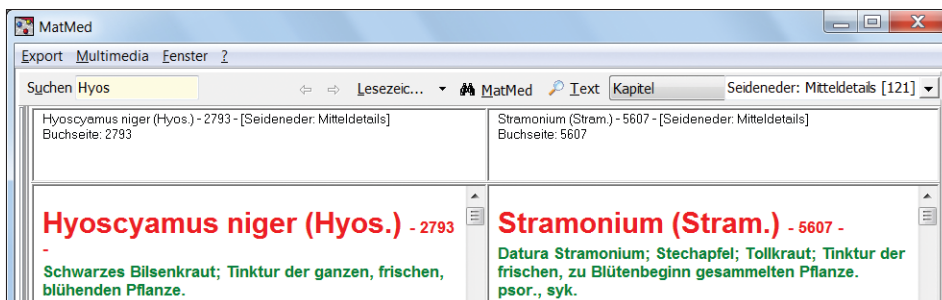 MatMed
Export Multimedia Fenster ?
Suchen Hyos Lesezeic... MatMed Text Kapitel Seideneder: Mitteldetails [121]
Hyoscyamus niger (Hyos.) - 2793 - [Seideneder: Mitteldetails]
Buchseite: 2793
Stramonium (Stram.) - 5607 - [Seideneder: Mitteldetails]
Buchseite: 5607
Hyoscyamus niger (Hyos.) - 2793
-
Schwarzes Bilsenkraut; Tinktur der ganzen, frischen,
blühenden Pflanze.
Stramonium (Stram.) - 5607 -
Datura Stramonium; Stechapfel; Tollkraut; Tinktur der
frischen, zu Blütenbeginn gesammelten Pflanze.
psor., syk.